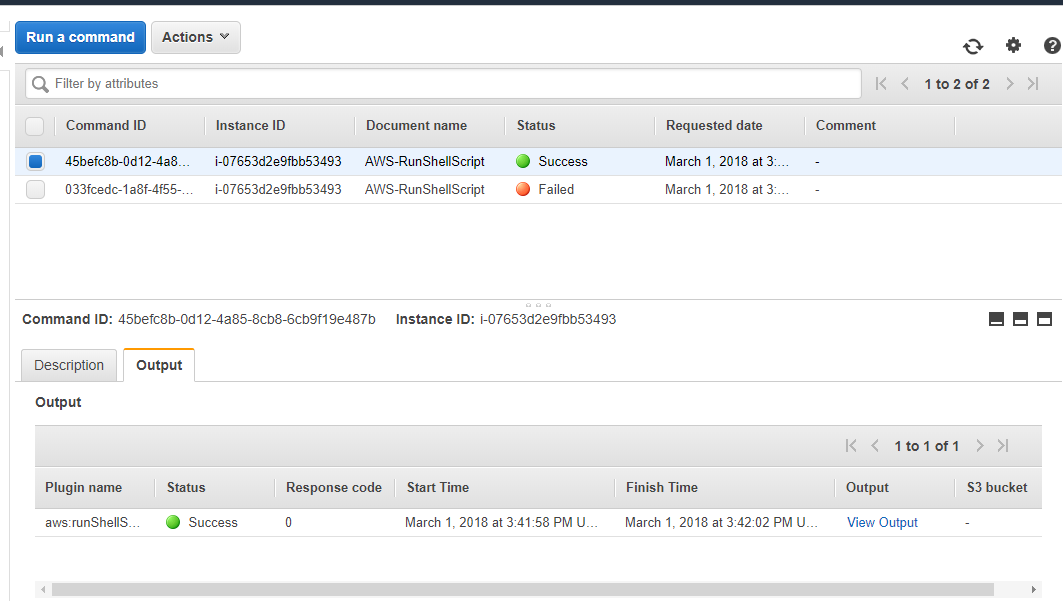 Run a command Actions
Filter by attributes 1 to 2 of 2
Command ID Instance ID Document name Status Requested date Comment
45befc8b-0d12-4a8... i-07653d2e9fbb53493 AWS-RunShellScript Success March 1, 2018 at 3:... -
033fcedc-1a8f-4f55-... i-07653d2e9fbb53493 AWS-RunShellScript Failed March 1, 2018 at 3:... -
Command ID: 45befc8b-0d12-4a85-8cb8-6cb9f19e487b Instance ID: i-07653d2e9fbb53493
Description Output
Output
1 to 1 of 1
Plugin name Status Response code Start Time Finish Time Output S3 bucket
aws:runShellS... Success 0 March 1, 2018 at 3:41:58 PM U... March 1, 2018 at 3:42:02 PM U... View Output -